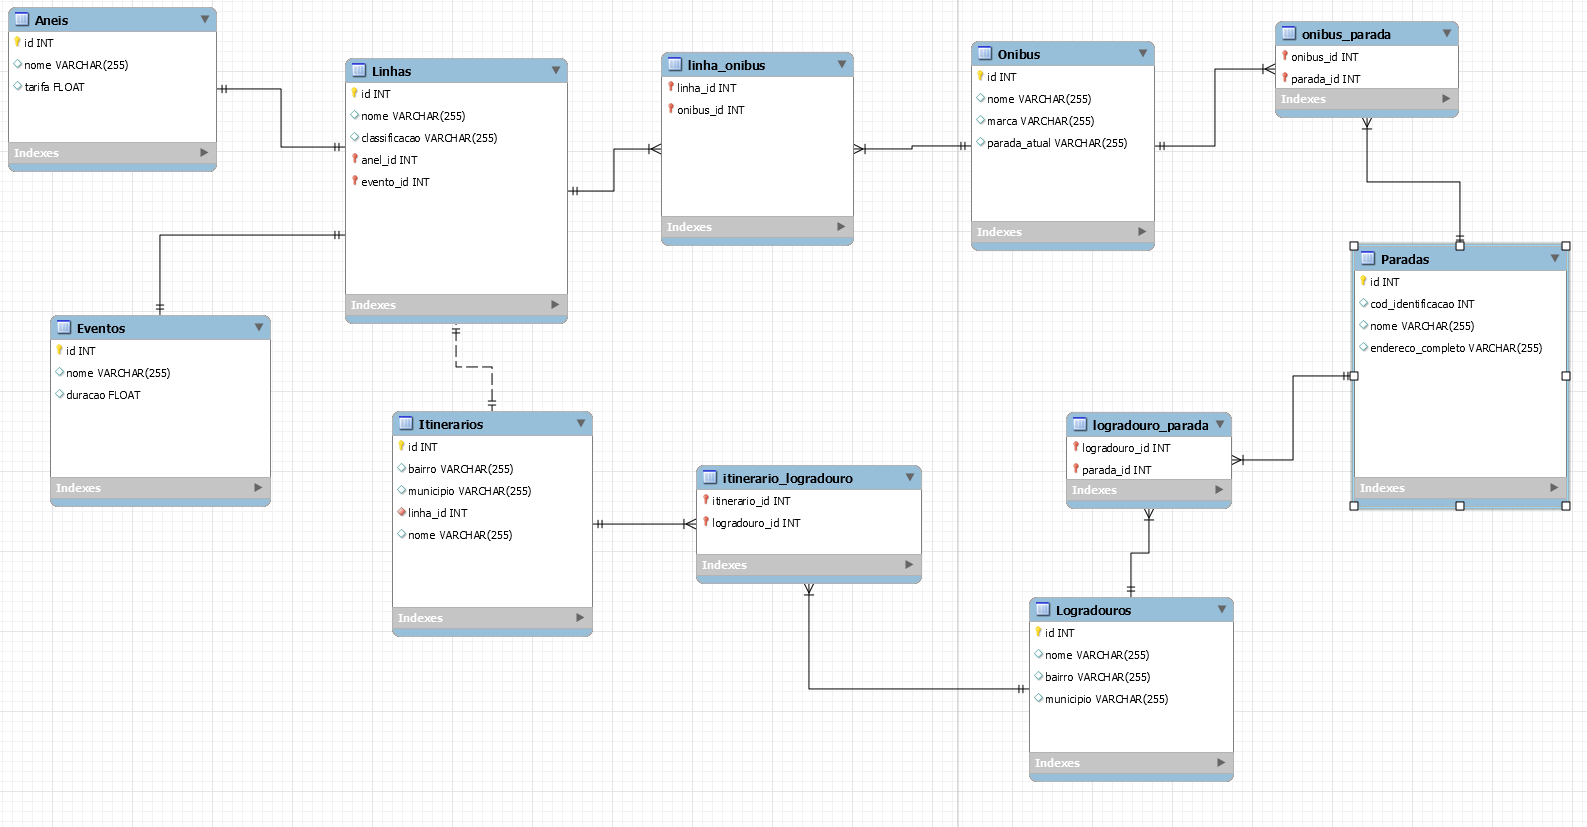 Aneis
id INT
nome VARCHAR(255)
tarifa FLOAT
Indexes
Linhas
id INT
nome VARCHAR(255)
classificacao VARCHAR(255)
anel_id INT
evento_id INT
Indexes
linha_onibus
linha_id INT
onibus_id INT
Indexes
Onibus
id INT
nome VARCHAR(255)
marca VARCHAR(255)
parada_atual VARCHAR(255)
Indexes
onibus_parada
onibus_id INT
parada_id INT
Indexes
Paradas
id INT
cod_identificacao INT
nome VARCHAR(255)
endereco_completo VARCHAR(255)
Indexes
Eventos
id INT
nome VARCHAR(255)
duracao FLOAT
Indexes
Itinerarios
id INT
bairro VARCHAR(255)
municipio VARCHAR(255)
linha_id INT
nome VARCHAR(255)
Indexes
itinerario_logradouro
itinerario_id INT
logradouro_id INT
Indexes
logradouro_parada
logradouro_id INT
parada_id INT
Indexes
Logradouros
id INT
nome VARCHAR(255)
bairro VARCHAR(255)
municipio VARCHAR(255)
Indexes